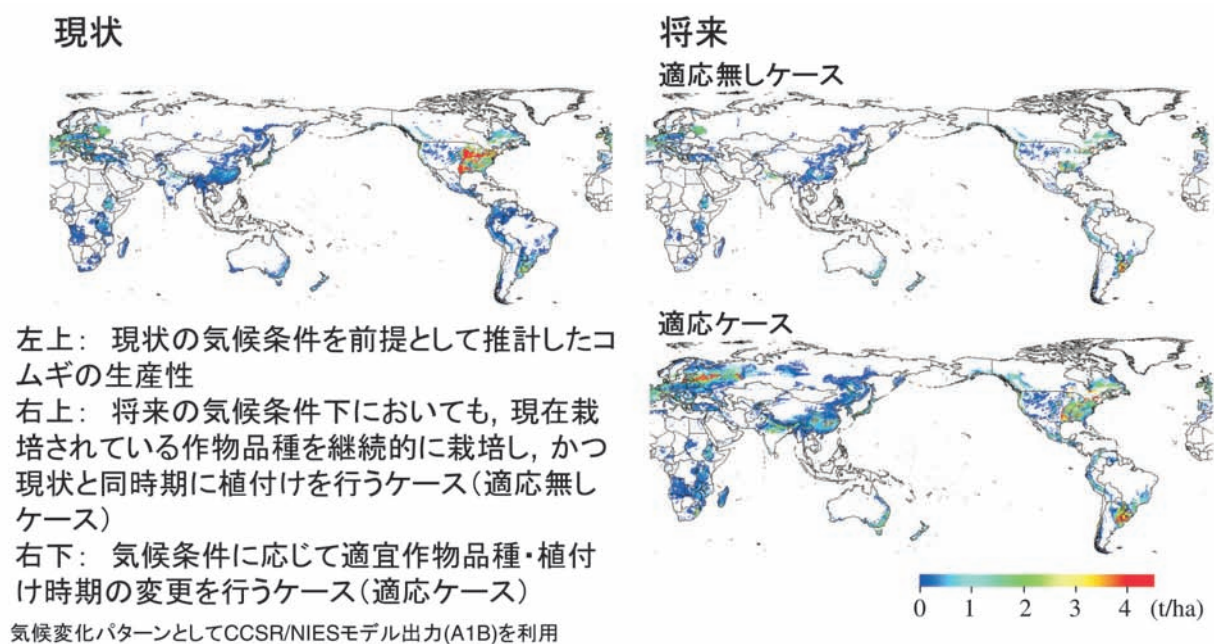 現状
将来
適応無しケース
適応ケース
左上： 現状の気候条件を前提として推計したコ
ムギの生産性
右上： 将来の気候条件下においても，現在栽
培されている作物品種を継続的に栽培し，かつ
現状と同時期に植付けを行うケース（適応無し
ケース）
右下： 気候条件に応じて適宜作物品種・植付
け時期の変更を行うケース（適応ケース）
気候変化パターンとしてCCSR/NIESモデル出力(A1B)を利用
0 1 2 3 4 (t/ha)